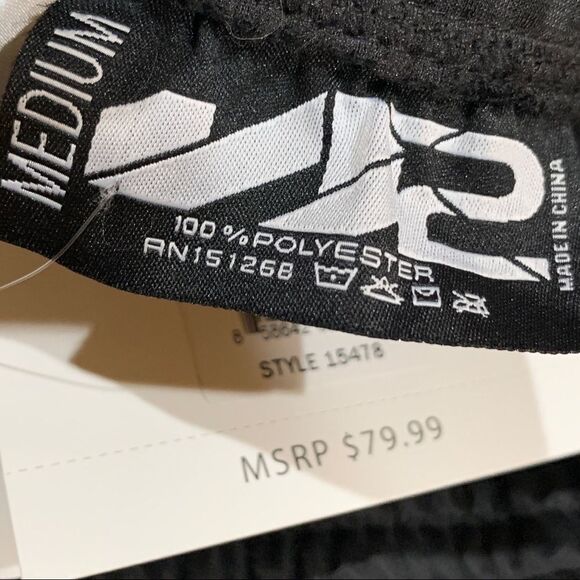 MEDIUM
100% POLYESTER
RN151268
MADE IN CHINA
STYLE 15478
MSRP $79.99